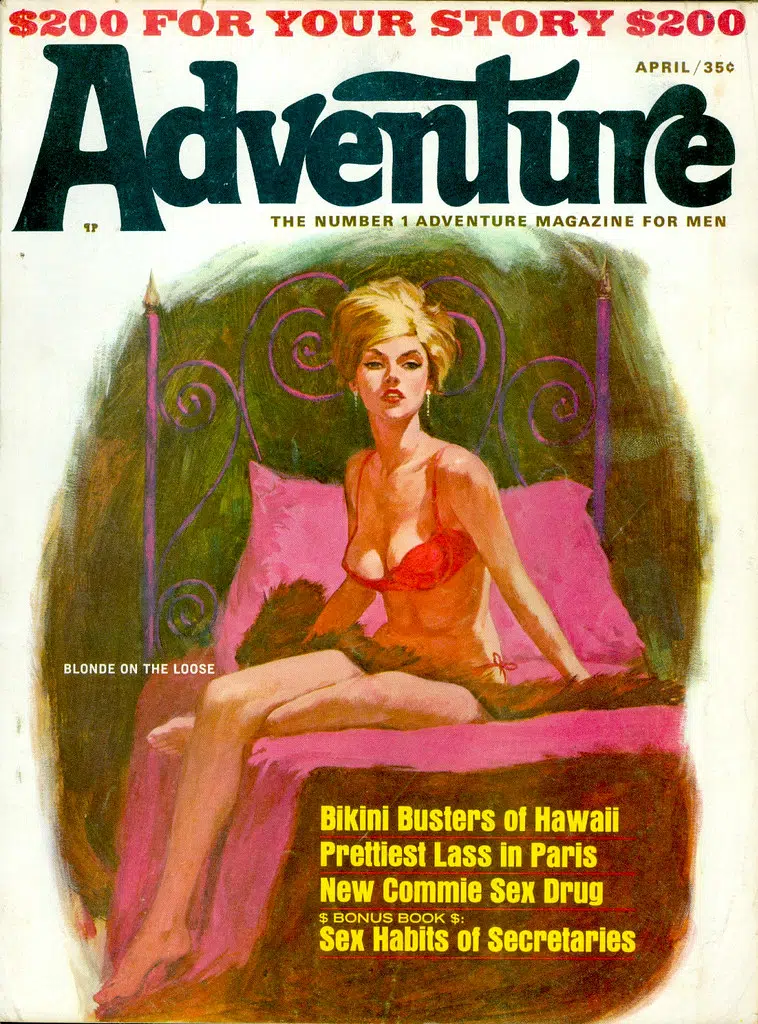 $200 FOR YOUR STORY $200
Adventure
APRIL/35¢
THE NUMBER 1 ADVENTURE MAGAZINE FOR MEN
BLONDE ON THE LOOSE
Bikini Busters of Hawaii
Prettiest Lass in Paris
New Commie Sex Drug
$ BONUS BOOK $:
Sex Habits of Secretaries